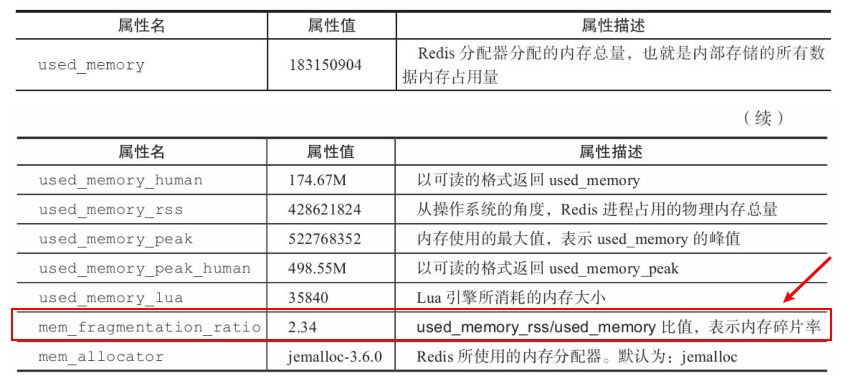 属性名 属性值 属性描述
used_memory 183150904 Redis 分配器分配的内存总量，也就是内部存储的所有数
据内存占用量
（续）
属性名 属性值 属性描述
used_memory_human 174.67M 以可读的格式返回 used_memory
used_memory_rss 428621824 从操作系统的角度，Redis 进程占用的物理内存总量
used_memory_peak 522768352 内存使用的最大值，表示 used_memory 的峰值
used_memory_peak_human 498.55M 以可读的格式返回 used_memory_peak
used_memory_lua 35840 Lua 引擎所消耗的内存大小
mem_fragmentation_ratio 2.34 used_memory_rss/used_memory 比值，表示内存碎片率
mem_allocator jemalloc-3.6.0 Redis 所使用的内存分配器。默认为：jemalloc